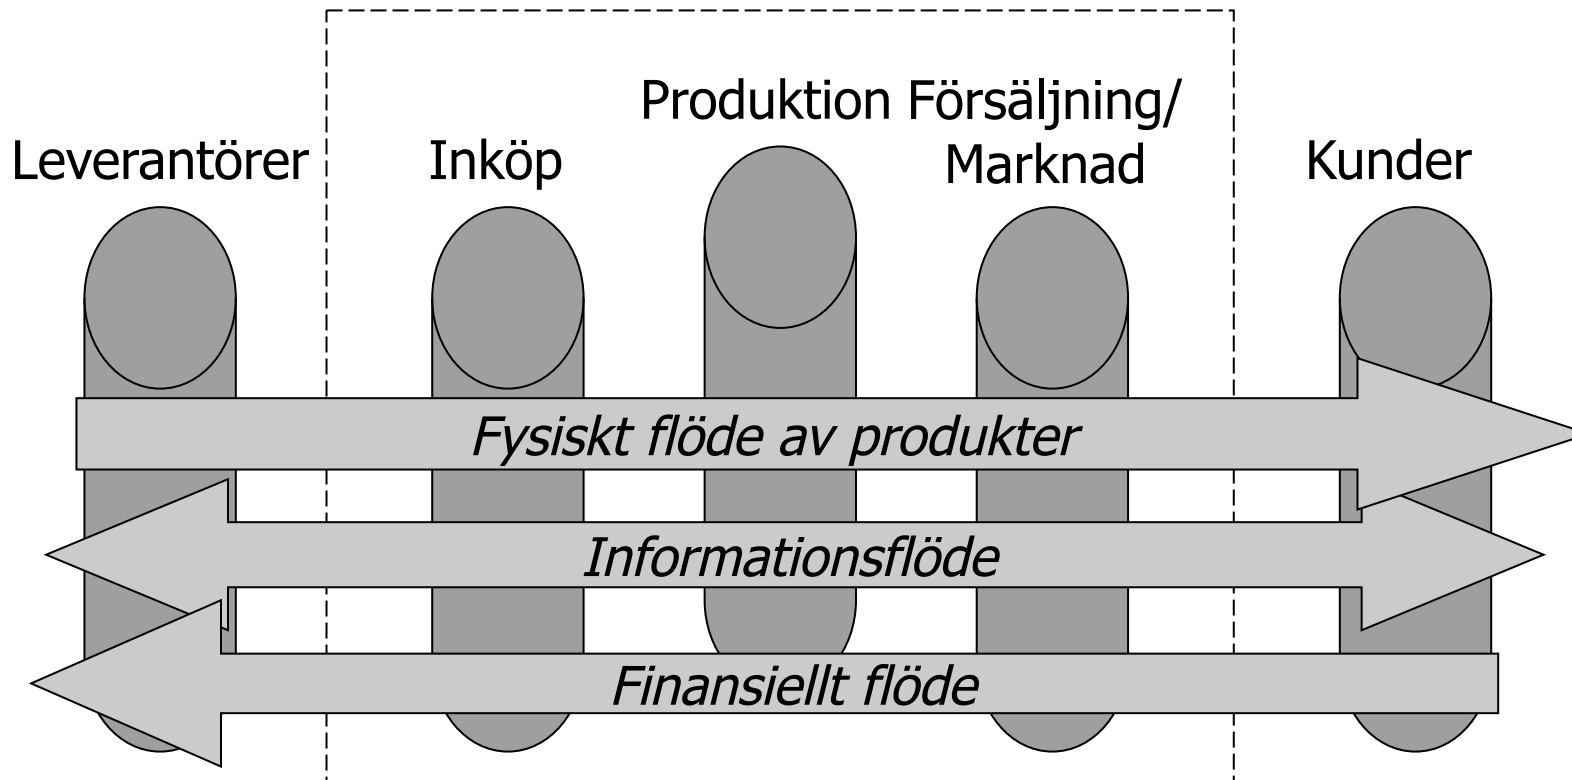 Produktion Försäljning/
Leverantörer Inköp Marknad Kunder
Fysiskt flöde av produkter
Informationsflöde
Finansiellt flöde